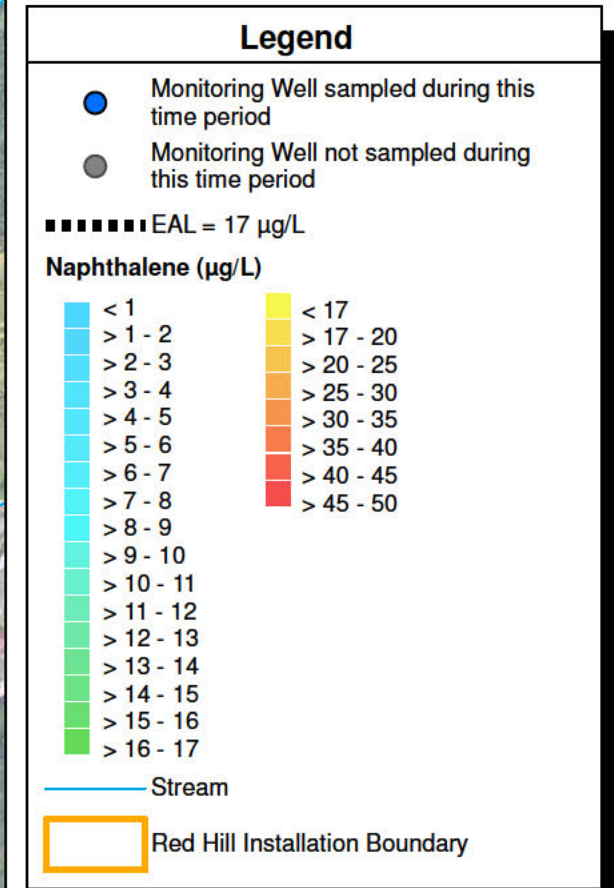 Legend
Monitoring Well sampled during this
time period
Monitoring Well not sampled during
this time period
EAL = 17 µg/L
Naphthalene (µg/L)
< 1
> 1 - 2
> 2 - 3
> 3 - 4
> 4 - 5
> 5 - 6
> 6 - 7
> 7 - 8
> 8 - 9
> 9 - 10
> 10 - 11
> 11 - 12
> 12 - 13
> 13 - 14
> 14 - 15
> 15 - 16
> 16 - 17
< 17
> 17 - 20
> 20 - 25
> 25 - 30
> 30 - 35
> 35 - 40
> 40 - 45
> 45 - 50
Stream
Red Hill Installation Boundary